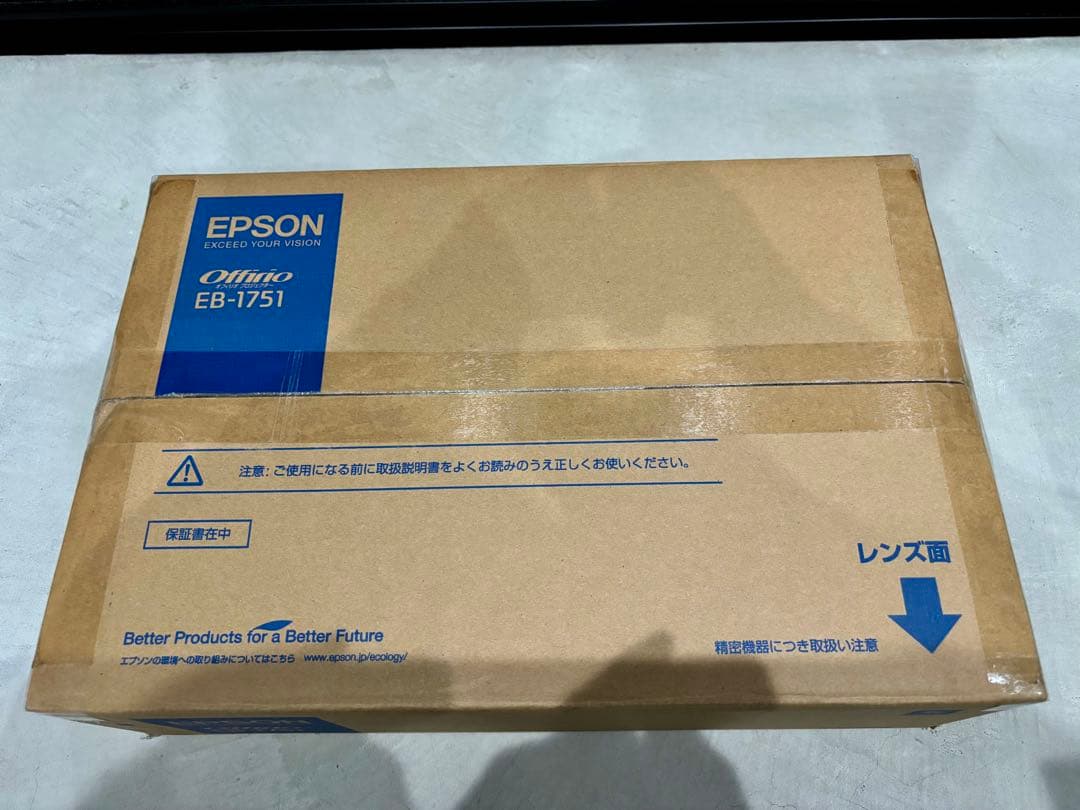 EPSON
EXCEED YOUR VISION
Offirio
オフィリオ プロジェクター
EB-1751
注意: ご使用になる前に取扱説明書をよくお読みのうえ正しくお使いください。
保証書在中
レンズ面
Better Products for a Better Future
エプソンの環境への取り組みについてはこちら www.epson.jp/ecology/
精密機器につき取扱い注意
EPSON